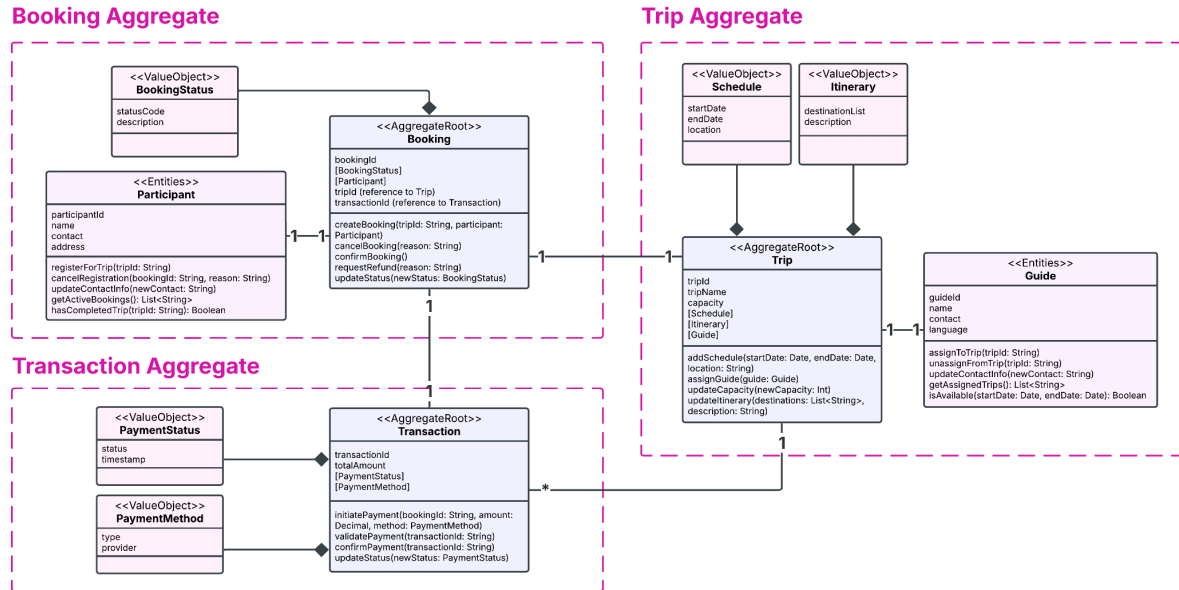 Booking Aggregate
<<ValueObject>>
BookingStatus
statusCode
description
<<AggregateRoot>>
Booking
bookingId
[BookingStatus]
[Participant]
tripId (reference to Trip)
transactionId (reference to Transaction)
createBooking(tripId: String, participant:
Participant)
cancelBooking(reason: String)
confirmBooking()
requestRefund(reason: String)
updateStatus(newStatus: BookingStatus)
<<Entities>>
Participant
participantId
name
contact
address
registerForTrip(tripId: String)
cancelRegistration(bookingId: String, reason: String)
updateContactInfo(newContact: String)
getActiveBookings(): List<String>
hasCompletedTrip(tripId: String): Boolean
1
1
1
1
1
1
Transaction Aggregate
<<ValueObject>>
PaymentStatus
status
timestamp
<<ValueObject>>
PaymentMethod
type
provider
<<AggregateRoot>>
Transaction
transactionId
totalAmount
[PaymentStatus]
[PaymentMethod]
initiatePayment(bookingId: String, amount:
Decimal, method: PaymentMethod)
validatePayment(transactionId: String)
confirmPayment(transactionId: String)
updateStatus(newStatus: PaymentStatus)
*
1
Trip Aggregate
<<ValueObject>>
Schedule
startDate
endDate
location
<<ValueObject>>
Itinerary
destinationList
description
<<AggregateRoot>>
Trip
tripId
tripName
capacity
[Schedule]
[Itinerary]
[Guide]
addSchedule(startDate: Date, endDate: Date,
location: String)
assignGuide(guide: Guide)
updateCapacity(newCapacity: Int)
updateItinerary(destinations: List<String>,
description: String)
1
1
<<Entities>>
Guide
guideId
name
contact
language
assignToTrip(tripId: String)
unassignFromTrip(tripId: String)
updateContactInfo(newContact: String)
getAssignedTrips(): List<String>
isAvailable(startDate: Date, endDate: Date): Boolean